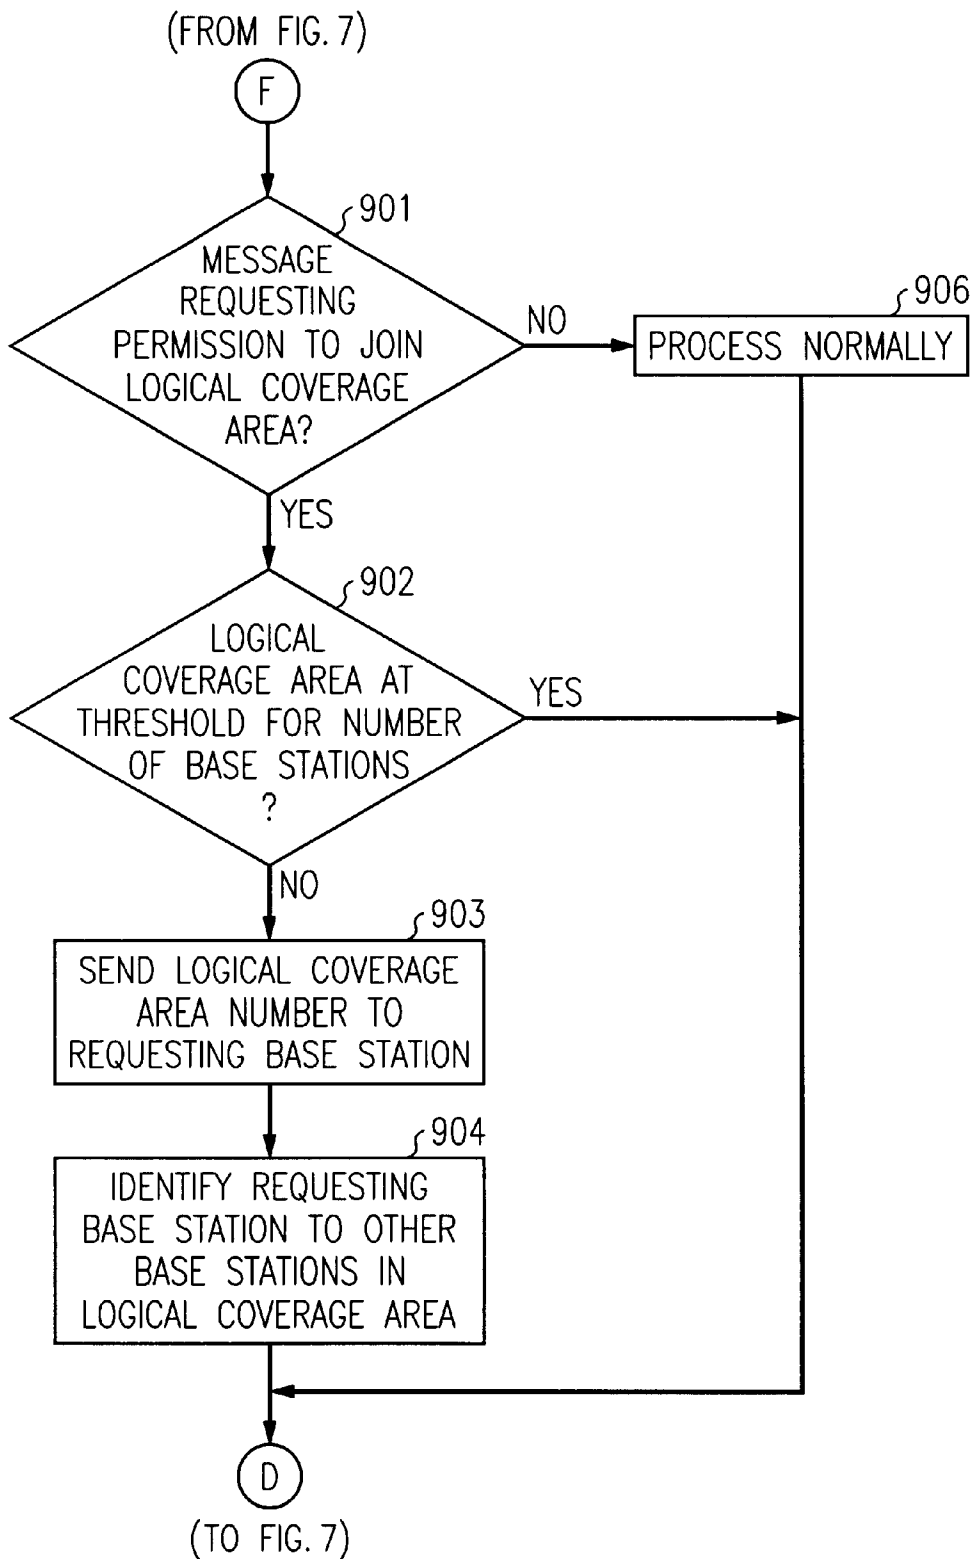 (FROM FIG. 7)
F
901
MESSAGE
REQUESTING
PERMISSION TO JOIN
LOGICAL COVERAGE
AREA?
NO
906
PROCESS NORMALLY
YES
902
LOGICAL
COVERAGE AREA AT
THRESHOLD FOR NUMBER
OF BASE STATIONS
?
YES
NO
903
SEND LOGICAL COVERAGE
AREA NUMBER TO
REQUESTING BASE STATION
904
IDENTIFY REQUESTING
BASE STATION TO OTHER
BASE STATIONS IN
LOGICAL COVERAGE AREA
D
(TO FIG. 7)